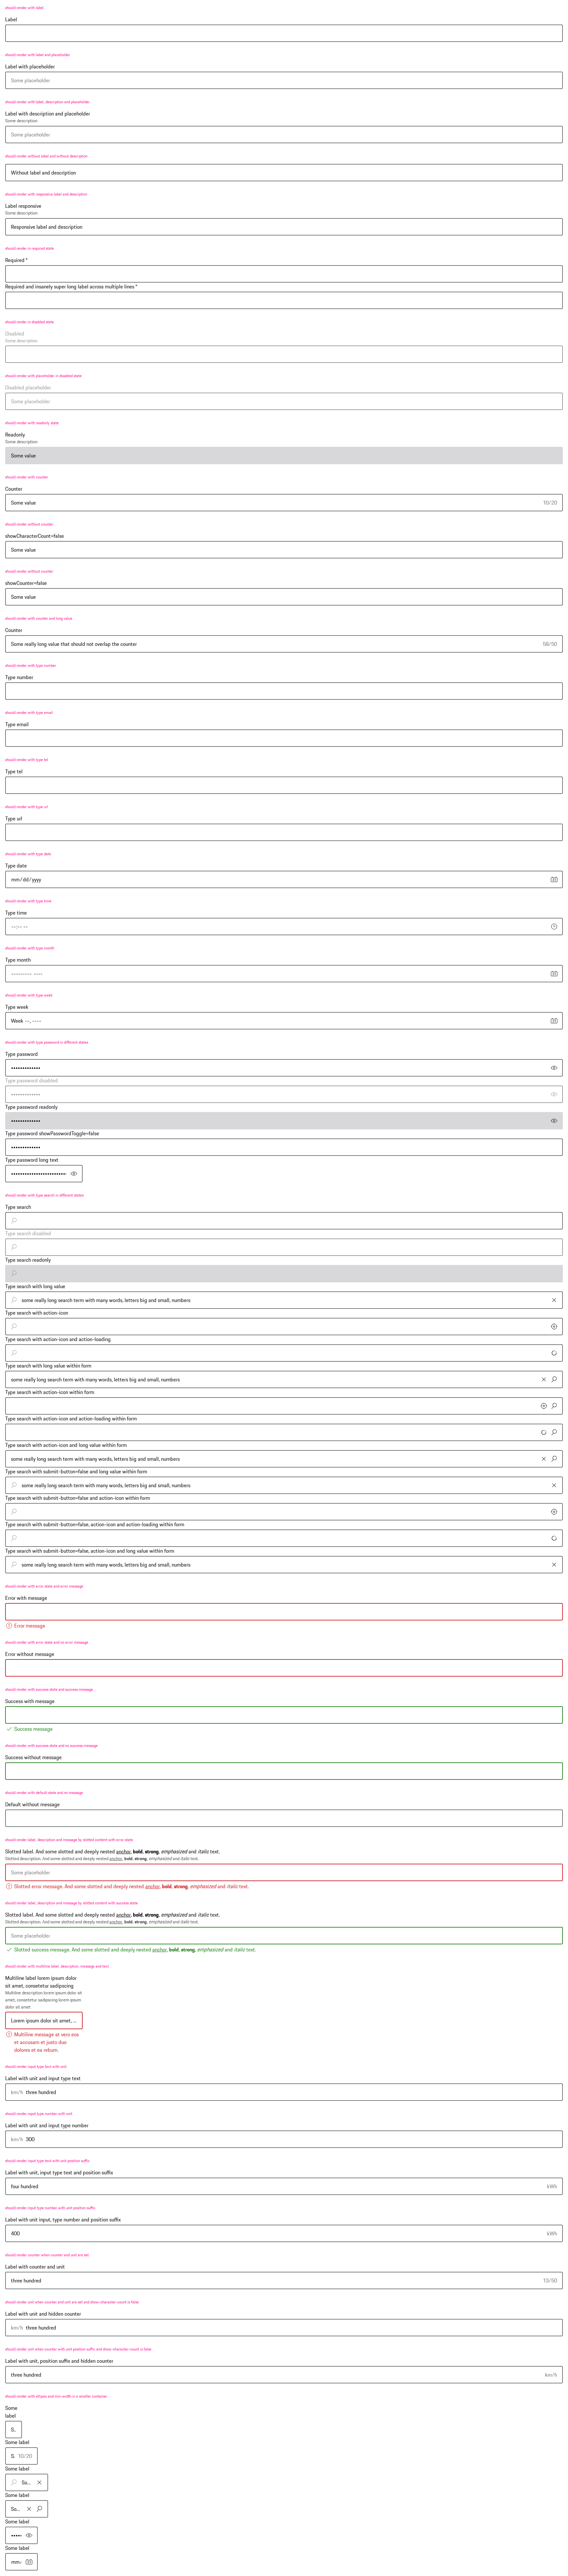 should render with label
Label
should render with label and placeholder
Label with placeholder
Some placeholder
should render with label, description and placeholder
Label with description and placeholder
Some description
Some placeholder
should render without label and without description
Without label and description
should render with responsive label and description
Label responsive
Some description
Responsive label and description
should render in required state
Required *
Required and insanely super long label across multiple lines *
should render in disabled state
Disabled
Some description
should render with placeholder in disabled state
Disabled placeholder
Some placeholder
should render with readonly state
Readonly
Some description
Some value
should render with counter
Counter
Some value 10/20
should render without counter
showCharacterCount=false
Some value
should render without counter
showCounter=false
Some value
should render with counter and long value
Counter
Some really long value that should not overlap the counter 58/50
should render with type number
Type number
should render with type email
Type email
should render with type tel
Type tel
should render with type url
Type url
should render with type date
Type date
mm/dd/yyyy
should render with type time
Type time
--:-- --
should render with type month
Type month
--------- ----
should render with type week
Type week
Week --, ----
should render with type password in different states
Type password
Type password disabled
Type password readonly
Type password showPasswordToggle=false
Type password long text
should render with type search in different states
Type search
Type search disabled
Type search readonly
Type search with long value
some really long search term with many words, letters big and small, numbers
Type search with action-icon
Type search with action-icon and action-loading
Type search with long value within form
some really long search term with many words, letters big and small, numbers
Type search with action-icon within form
Type search with action-icon and action-loading within form
Type search with action-icon and long value within form
some really long search term with many words, letters big and small, numbers
Type search with submit-button=false and long value within form
some really long search term with many words, letters big and small, numbers
Type search with submit-button=false and action-icon within form
Type search with submit-button=false, action-icon and action-loading within form
Type search with submit-button=false, action-icon and long value within form
some really long search term with many words, letters big and small, numbers
should render with error state and error message
Error with message
Error message
should render with error state and no error message
Error without message
should render with success state and success message
Success with message
Success message
should render with success state and no success message
Success without message
should render with default state and no message
Default without message
should render label, description and message by slotted content with error state
Slotted label. And some slotted and deeply nested anchor, bold, strong, emphasized and italic text.
Slotted description. And some slotted and deeply nested anchor, bold, strong, emphasized and italic text.
Some placeholder
Slotted error message. And some slotted and deeply nested anchor, bold, strong, emphasized and italic text.
should render label, description and message by slotted content with success state
Slotted label. And some slotted and deeply nested anchor, bold, strong, emphasized and italic text.
Slotted description. And some slotted and deeply nested anchor, bold, strong, emphasized and italic text.
Some placeholder
Slotted success message. And some slotted and deeply nested anchor, bold, strong, emphasized and italic text.
should render with multiline label, description, message and text
Multiline label lorem ipsum dolor
sit amet, consetetur sadipscing
Multiline description lorem ipsum dolor sit
amet, consetetur sadipscing lorem ipsum
dolor sit amet
Lorem ipsum dolor sit amet, ...
Multiline message at vero eos
et accusam et justo duo
dolores et ea rebum.
should render input type text with unit
Label with unit and input type text
km/h three hundred
should render input type number with unit
Label with unit and input type number
km/h 300
should render input type text with unit position suffix
Label with unit, input type text and position suffix
four hundred kWh
should render input type number with unit position suffix
Label with unit input, type number and position suffix
400 kWh
should render counter when counter and unit are set
Label with counter and unit
three hundred 13/50
should render unit when counter and unit are set and show-character-count is false
Label with unit and hidden counter
km/h three hundred
should render unit when counter with unit position suffix and show-character-count is false
Label with unit, position suffix and hidden counter
three hundred km/h
should render with ellipsis and min-width in a smaller container
Some
label
S...
Some label
S. 10/20
Some label
So...
Some label
So...
Some label
Some label
mm/